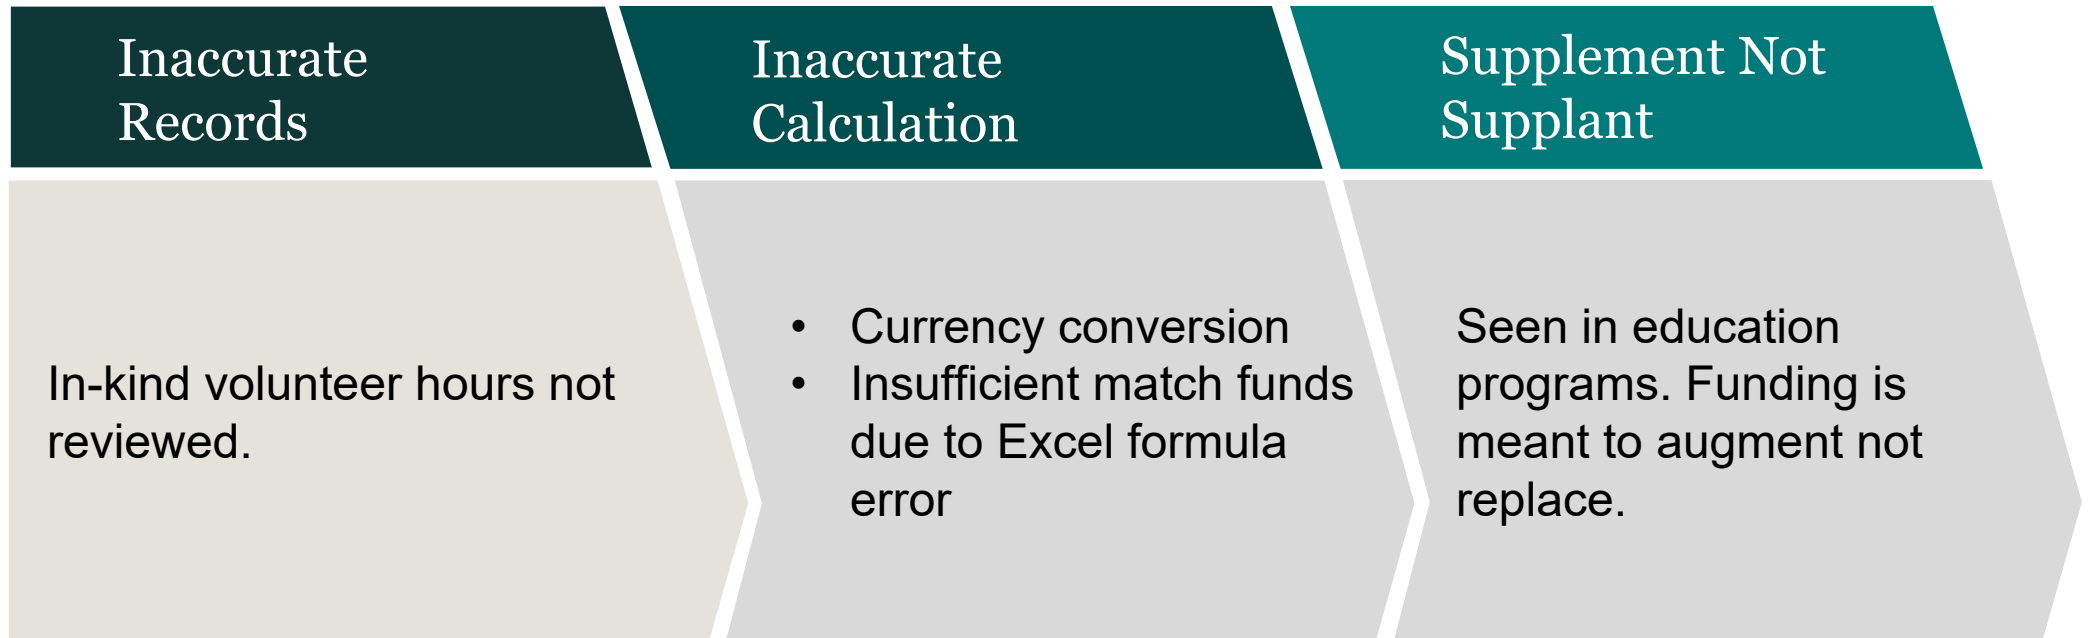 Inaccurate
Records
Inaccurate
Calculation
Supplement Not
Supplant
In-kind volunteer hours not
reviewed.
• Currency conversion
• Insufficient match funds
due to Excel formula
error
Seen in education
programs. Funding is
meant to augment not
replace.